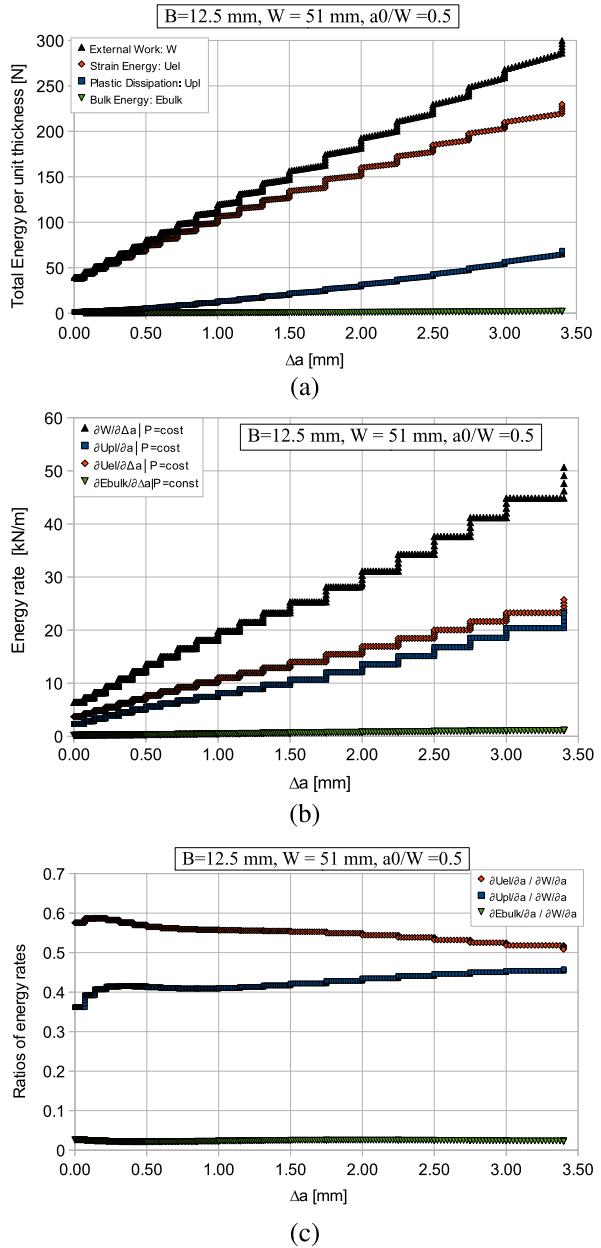 B=12.5 mm, W = 51 mm, a0/W =0.5
300
250
200
150
100
50
0
Total Energy per unit thickness [N]
External Work: W
Strain Energy: Uel
Plastic Dissipation: Upl
Bulk Energy: Ebulk
0.00 0.50 1.00 1.50 2.00 2.50 3.00 3.50
Δa [mm]
(a)
60
50
40
30
20
10
0
Energy rate [kN/m]
∂W/∂Δa| P=cost
∂Upl/∂a| P=cost
∂Uel/∂Δa| P=cost
∂Ebulk/∂Δa|P=const
B=12.5 mm, W = 51 mm, a0/W =0.5
0.00 0.50 1.00 1.50 2.00 2.50 3.00 3.50
Δa [mm]
(b)
B=12.5 mm, W = 51 mm, a0/W =0.5
0.7
0.6
0.5
0.4
0.3
0.2
0.1
0
Ratios of energy rates
∂Uel/∂a / ∂W/∂a
∂Upl/∂a / ∂W/∂a
∂Ebulk/∂a / ∂W/∂a
0.00 0.50 1.00 1.50 2.00 2.50 3.00 3.50
Δa [mm]
(c)